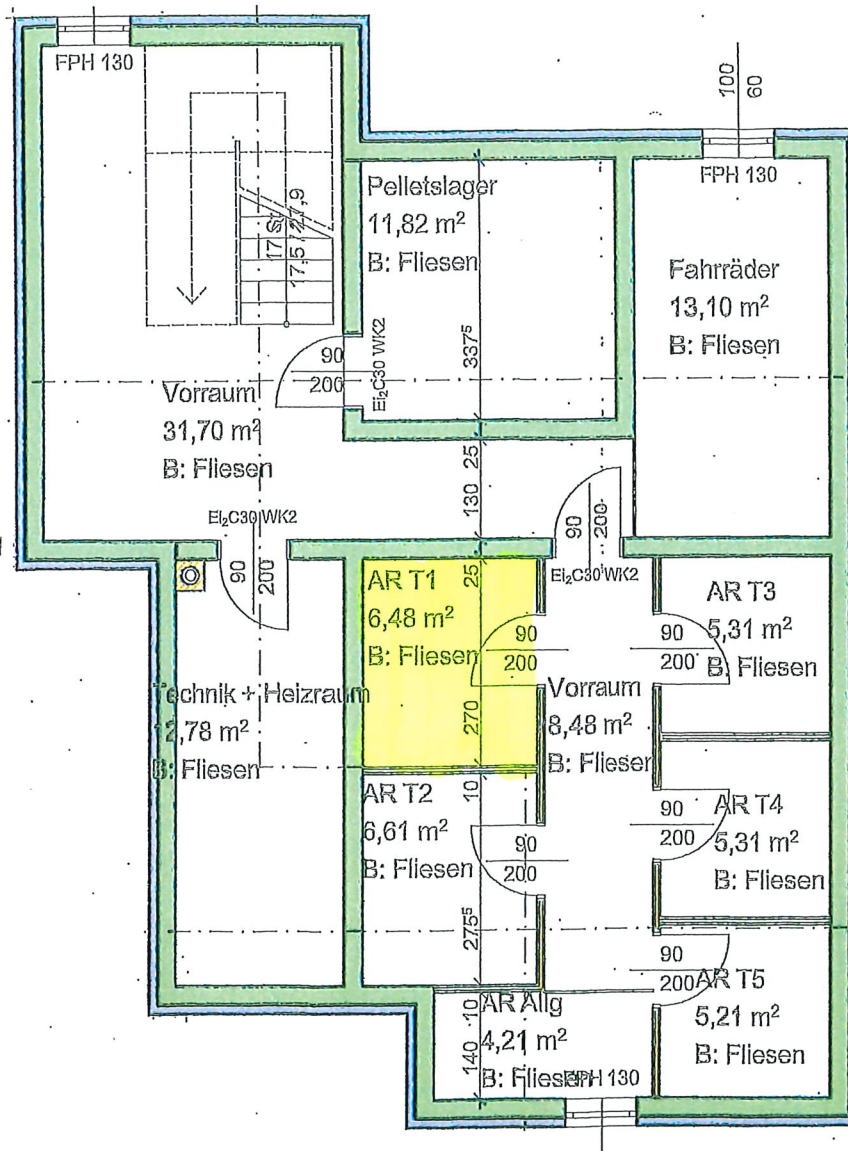 FPH 130
100
60
FPH 130
Pelletslager
11,82 m²
B: Fliesen
17 St
17,5 / 27,9
Fahrräder
13,10 m²
B: Fliesen
337⁵
90
200
EI₂C30 WK2
Vorraum
31,70 m²
B: Fliesen
25
130
EI₂C30 WK2
90
200
90
200
EI₂C30 WK2
25
AR T1
6,48 m²
B: Fliesen
90
200
270
AR T3
5,31 m²
B: Fliesen
90
200
Vorraum
8,48 m²
B: Fliesen
Technik + Heizraum
12,78 m²
B: Fliesen
10
AR T2
6,61 m²
B: Fliesen
90
200
275⁵
AR T4
5,31 m²
B: Fliesen
90
200
90
200
AR T5
5,21 m²
B: Fliesen
10
140
AR Allg
4,21 m²
B: Fliesen
FPH 130